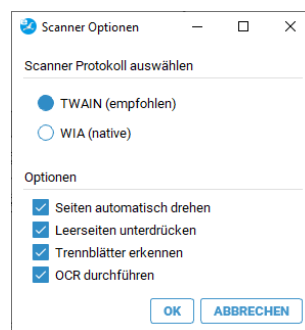 Scanner Optionen
Scanner Protokoll auswählen
TWAIN (empfohlen)
WIA (native)
Optionen
Seiten automatisch drehen
Leerseiten unterdrücken
Trennblätter erkennen
OCR durchführen
OK ABBRECHEN